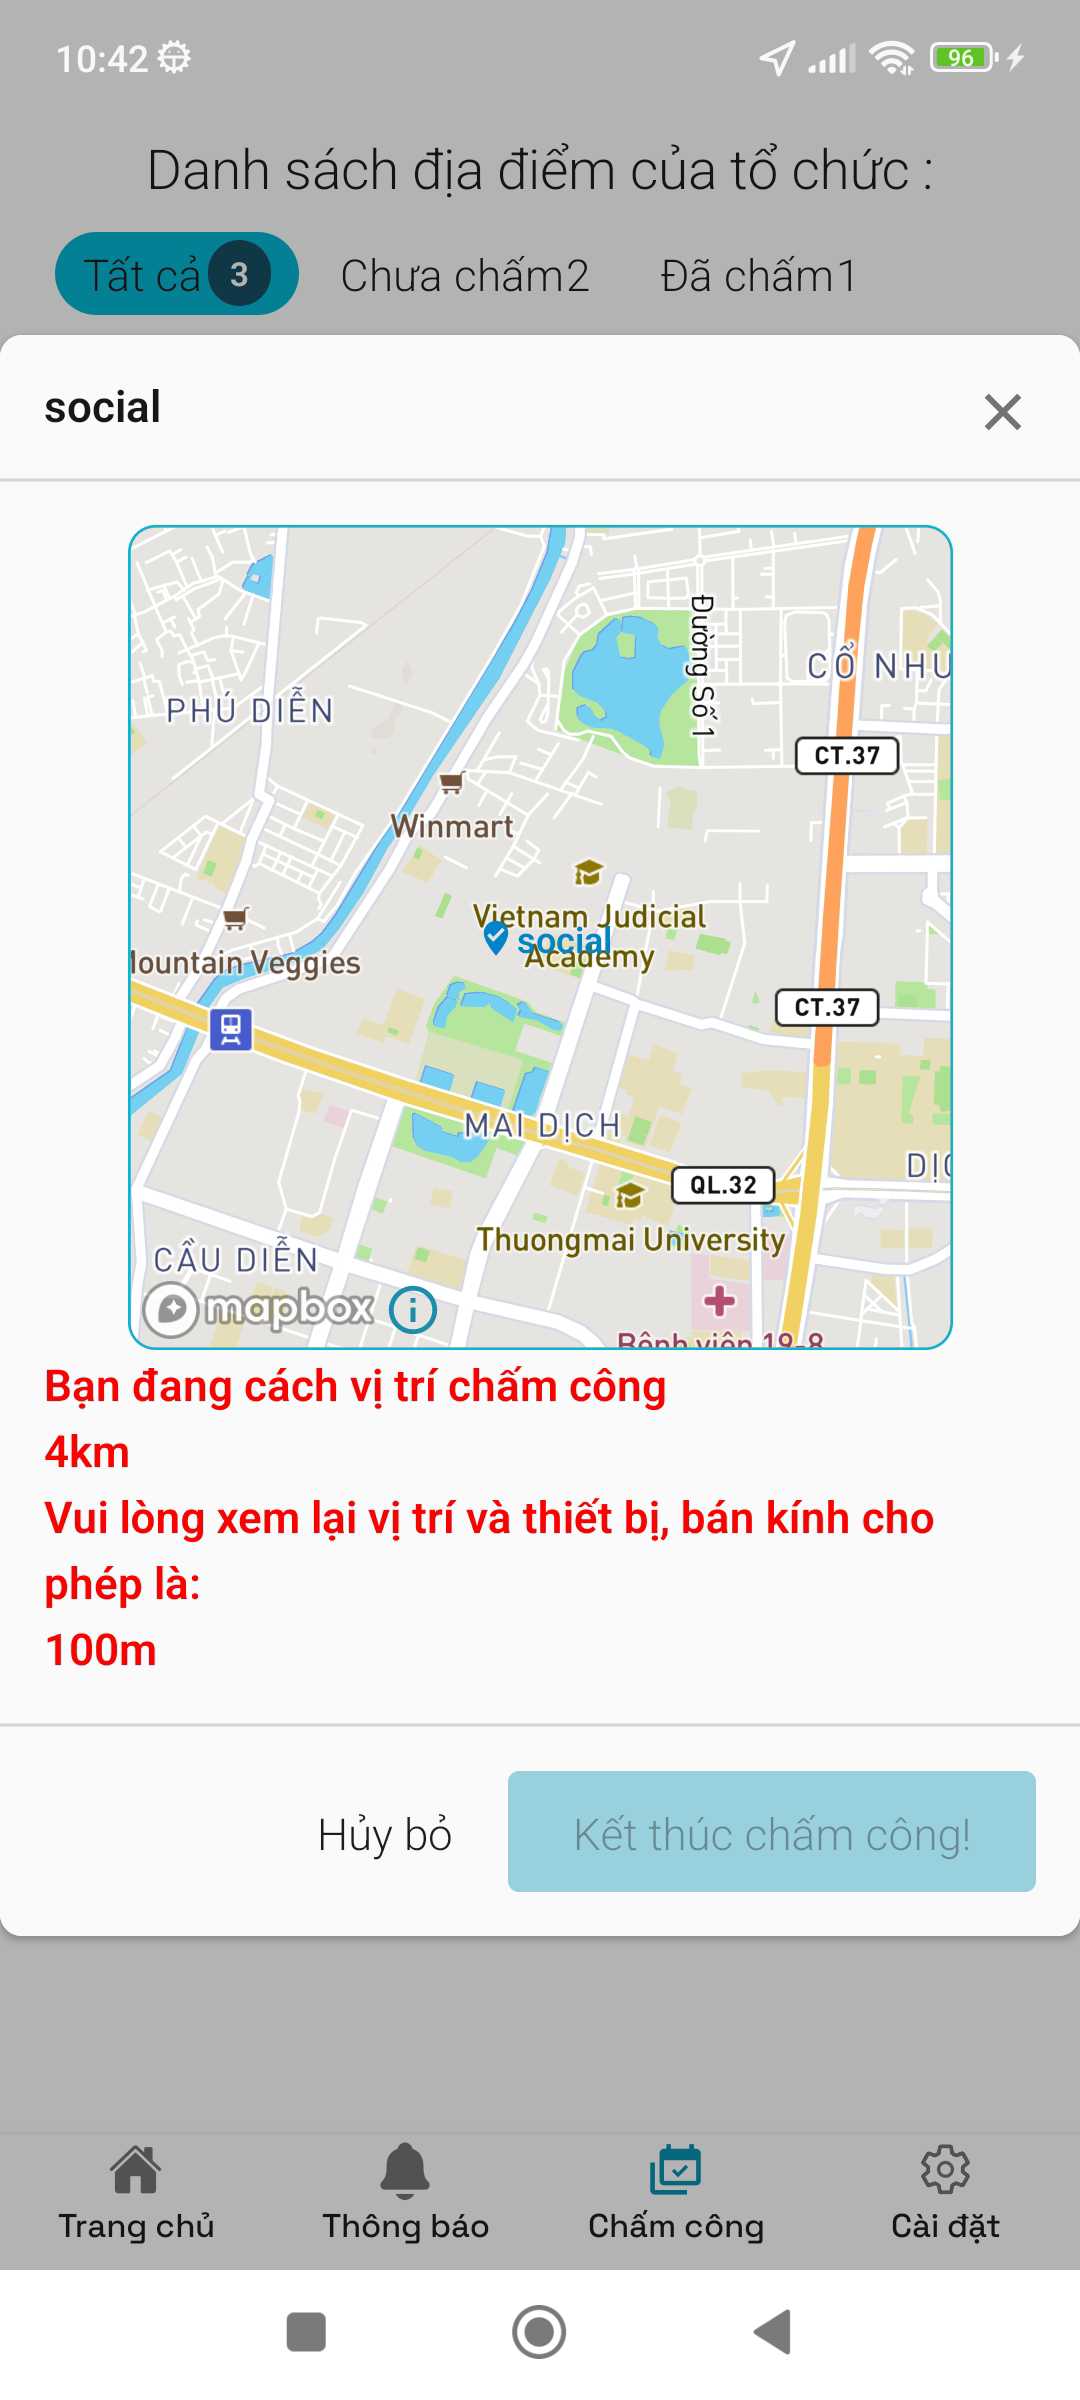 10:42
96
Danh sách địa điểm của tổ chức :
Tất cả 3 Chưa chấm2 Đã chấm1
social
Đường Số 1
CỔ NHU
PHÚ DIỄN
CT.37
Winmart
Vietnam Judicial
social
Academy
Mountain Veggies
CT.37
MAI DỊCH
DỊC
QL.32
Thuongmai University
CẦU DIỄN
mapbox
Bệnh viện 19-8
Bạn đang cách vị trí chấm công
4km
Vui lòng xem lại vị trí và thiết bị, bán kính cho
phép là:
100m
Hủy bỏ Kết thúc chấm công!
Trang chủ Thông báo Chấm công Cài đặt